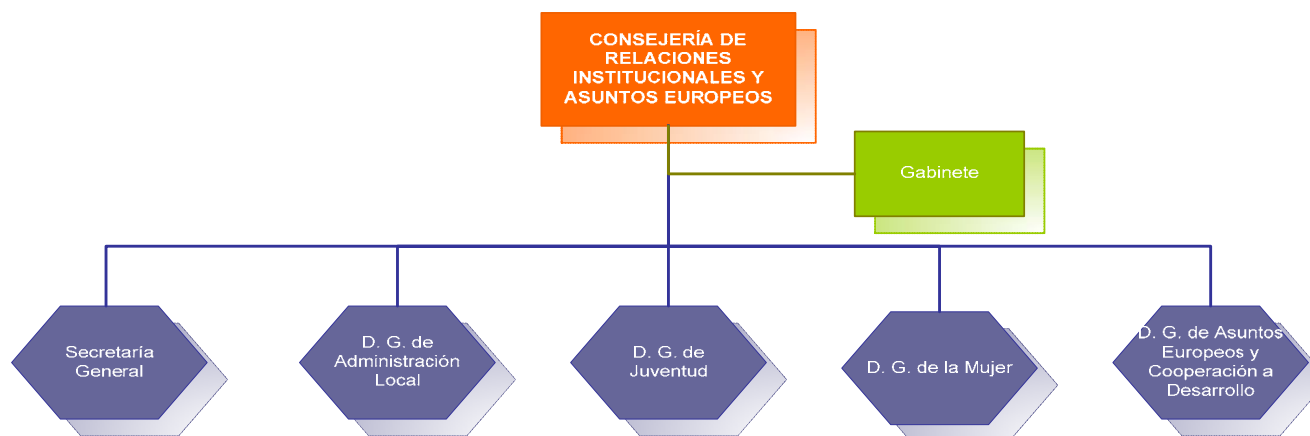 CONSEJERÍA DE
RELACIONES
INSTITUCIONALES Y
ASUNTOS EUROPEOS
Gabinete
Secretaría
General
D. G. de
Administración
Local
D. G. de
Juventud
D. G. de la Mujer
D. G. de Asuntos
Europeos y
Cooperación a
Desarrollo